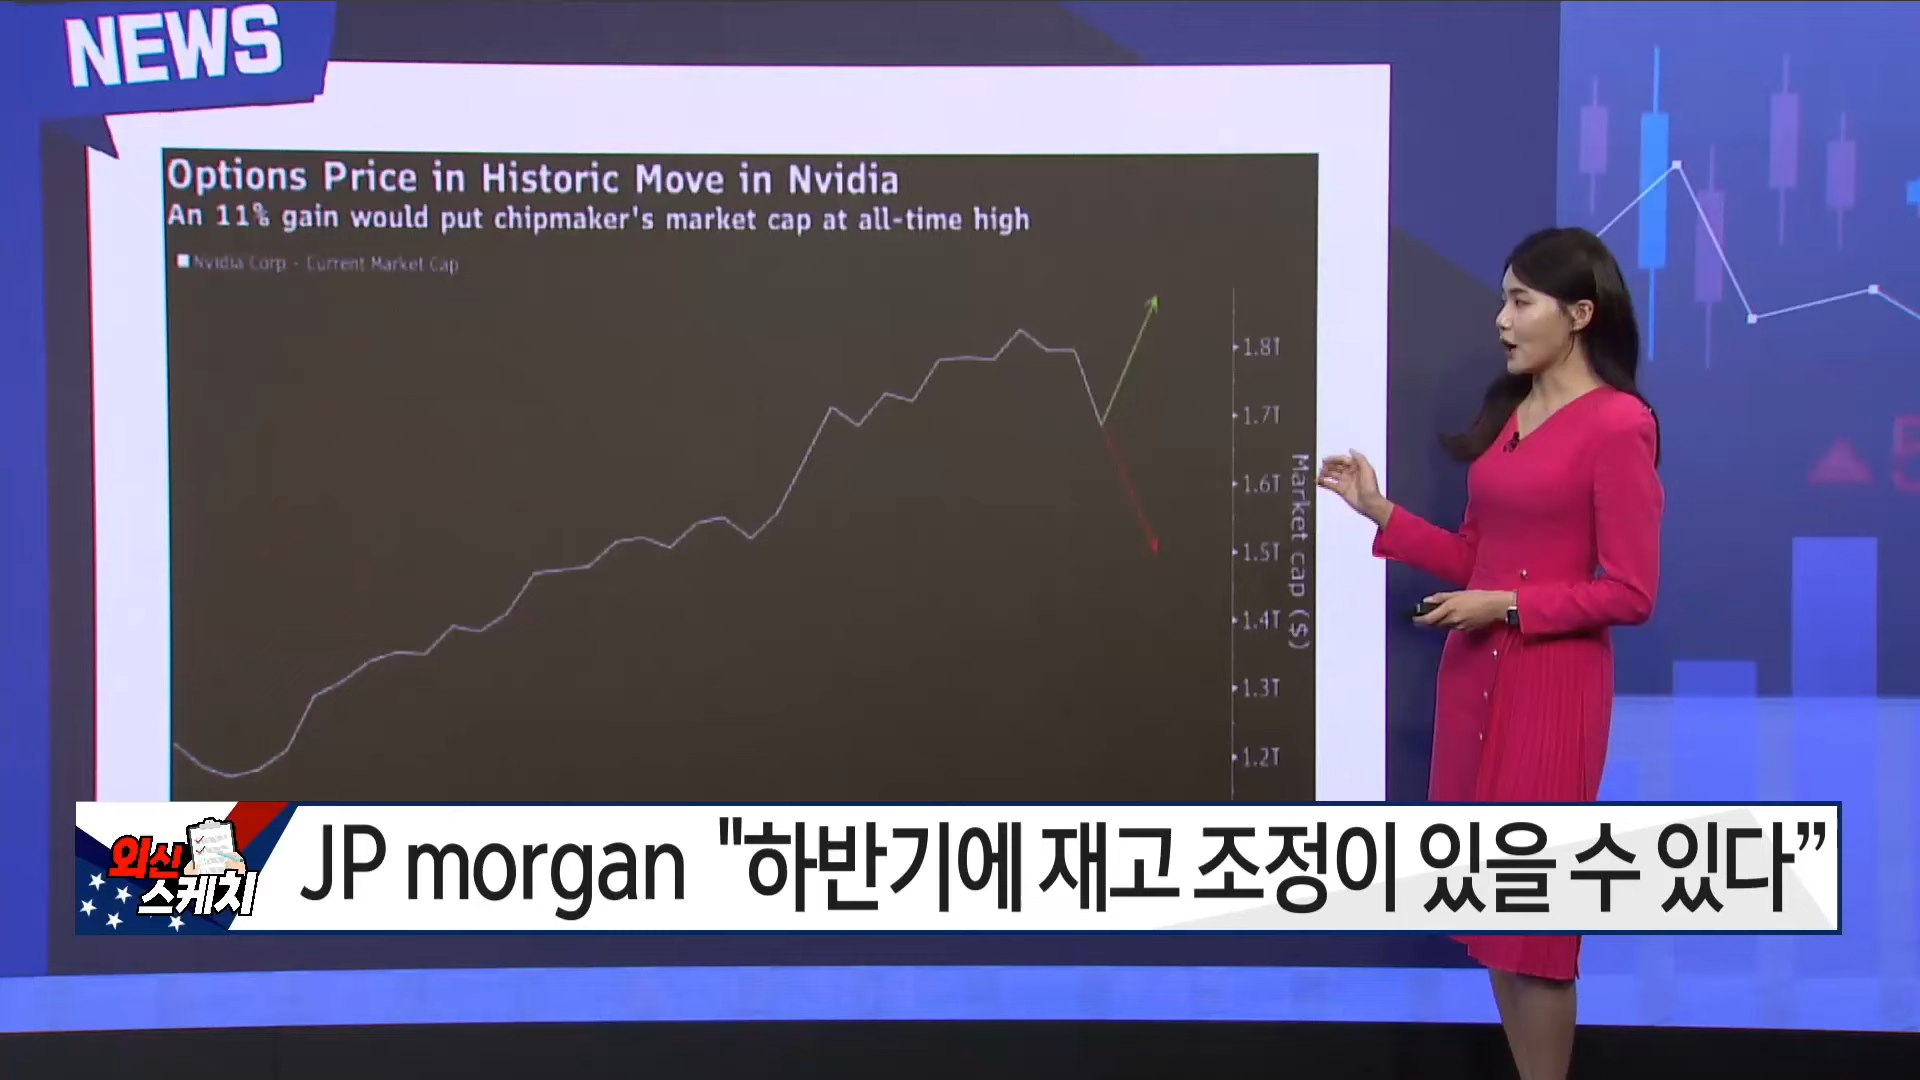 NEWS
Options Price in Historic Move in Nvidia
An 11% gain would put chipmaker's market cap at all-time high
Nvidia Corp - Current Market Cap
1.8T
1.7T
1.6T
1.5T
1.4T
1.3T
1.2T
Market cap ($)
▲5
외신
스케치
JP morgan "하반기에 재고 조정이 있을 수 있다”